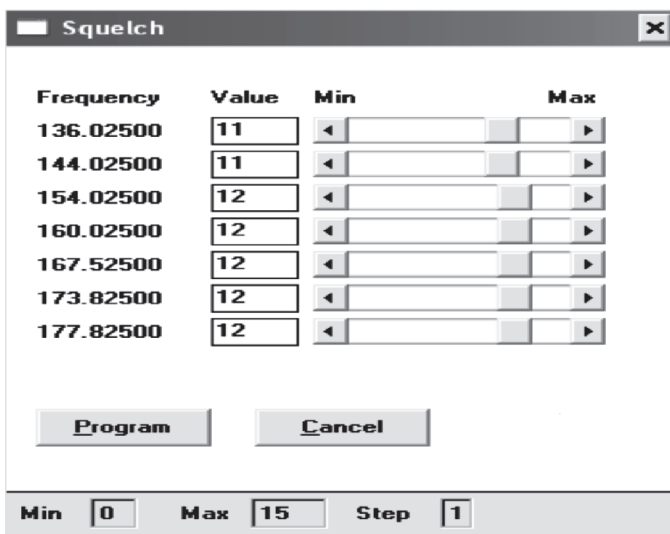 Squelch
Frequency Value Min Max
136.02500 11
144.02500 11
154.02500 12
160.02500 12
167.52500 12
173.82500 12
177.82500 12
Program Cancel
Min 0 Max 15 Step 1